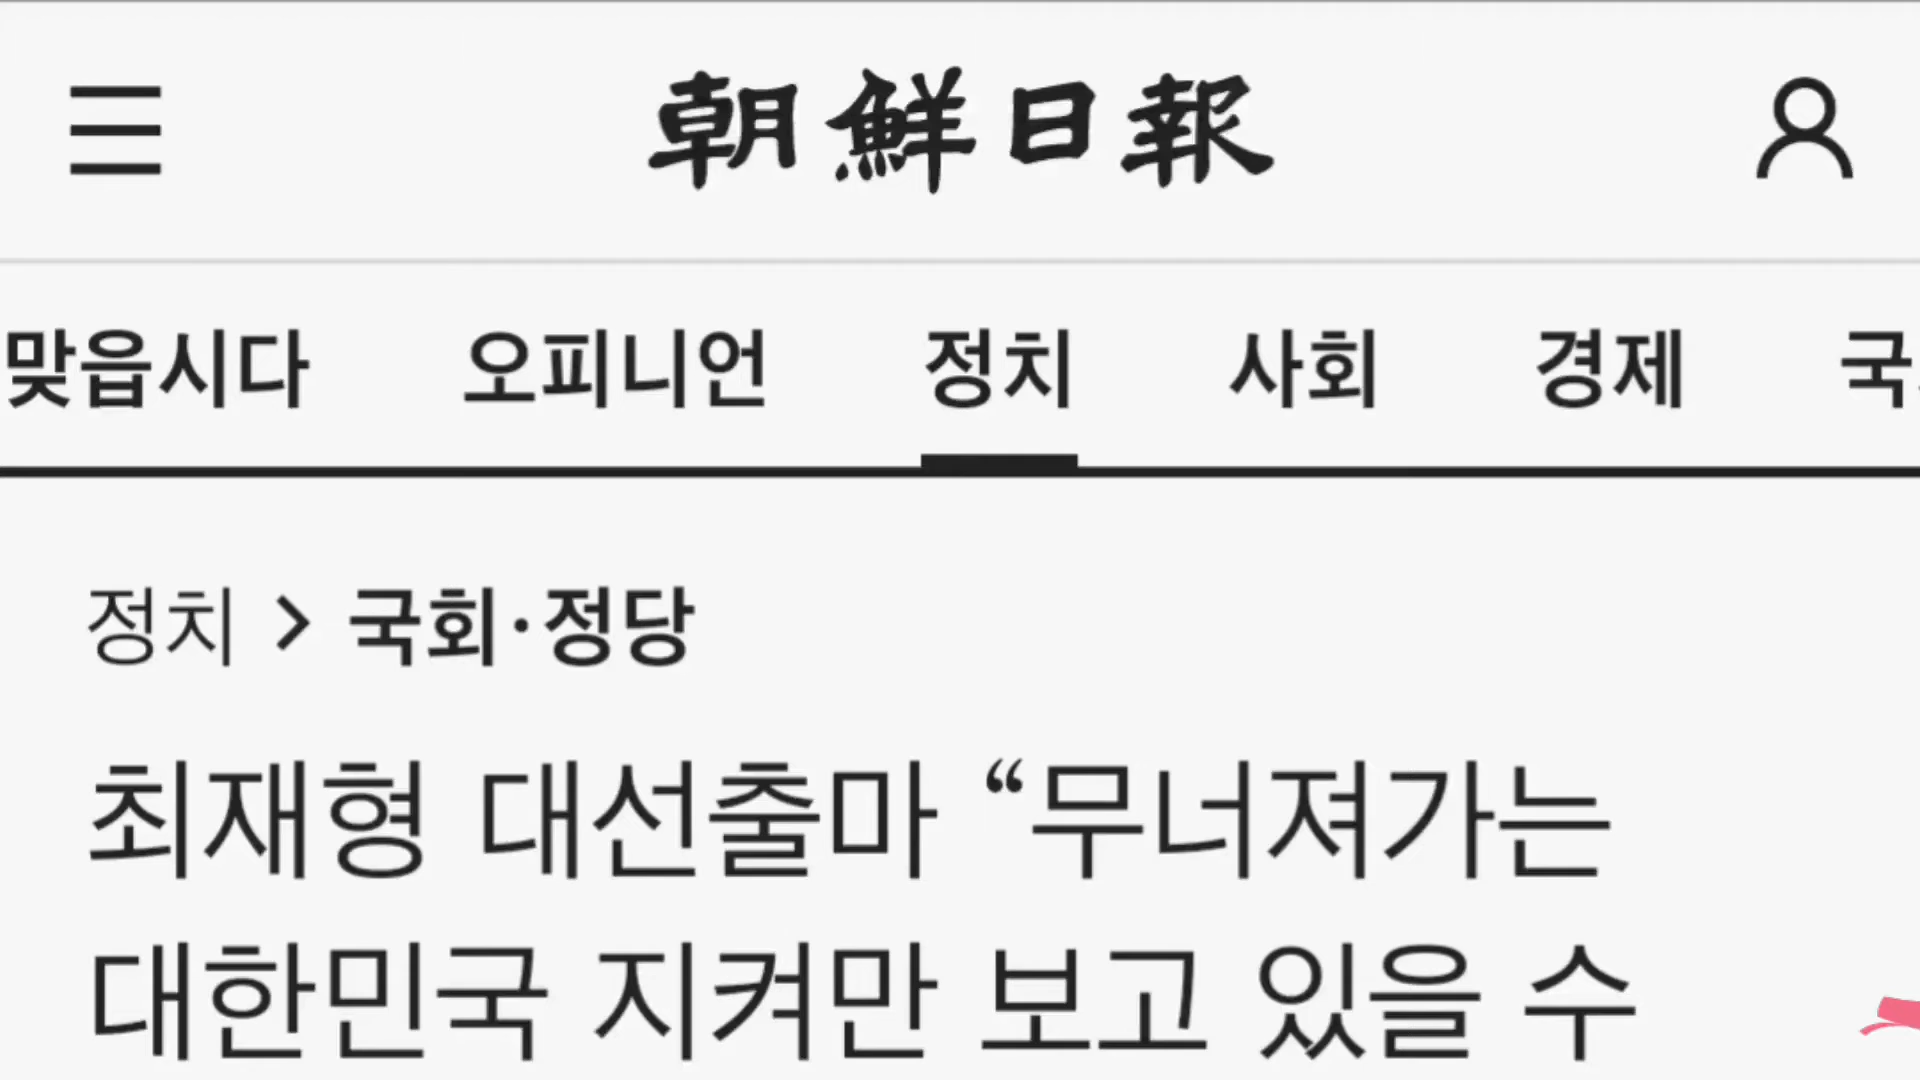 朝鮮日報
맞읍시다 오피니언 정치 사회 경제 국
정치 > 국회·정당
최재형 대선출마 “무너져가는
대한민국 지켜만 보고 있을 수